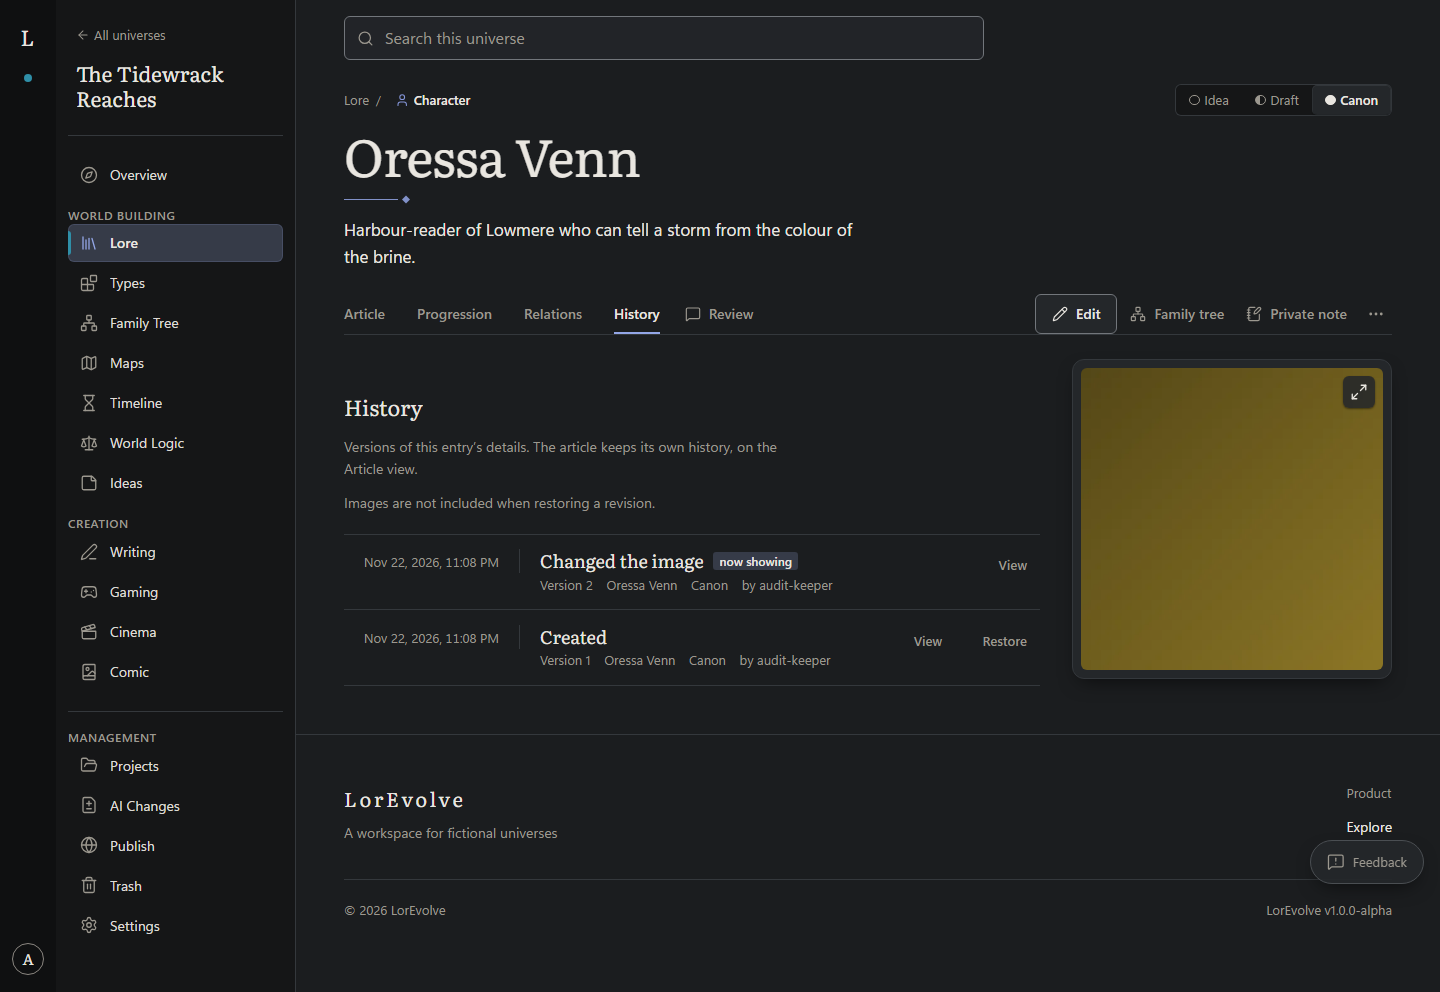 L
All universes
The Tidewrack
Reaches
Overview
WORLD BUILDING
Lore
Types
Family Tree
Maps
Timeline
World Logic
Ideas
CREATION
Writing
Gaming
Cinema
Comic
MANAGEMENT
Projects
AI Changes
Publish
Trash
Settings
A
Search this universe
Lore / Character
Idea Draft Canon
Oressa Venn
Harbour-reader of Lowmere who can tell a storm from the colour of
the brine.
Article Progression Relations History Review
Edit Family tree Private note
History
Versions of this entry's details. The article keeps its own history, on the
Article view.
Images are not included when restoring a revision.
Nov 22, 2026, 11:08 PM
Changed the image now showing
Version 2 Oressa Venn Canon by audit-keeper
View
Nov 22, 2026, 11:08 PM
Created
Version 1 Oressa Venn Canon by audit-keeper
View Restore
LorEvolve
A workspace for fictional universes
Product
Explore
Feedback
© 2026 LorEvolve
LorEvolve v1.0.0-alpha